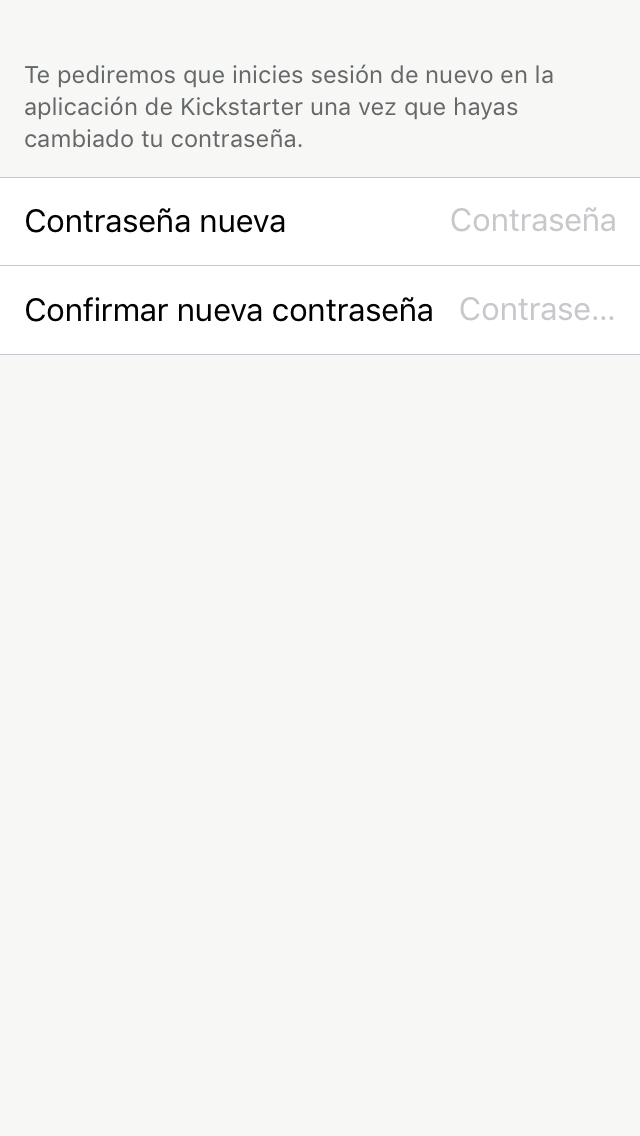 Te pediremos que inicies sesión de nuevo en la
aplicación de Kickstarter una vez que hayas
cambiado tu contraseña.
Contraseña nueva Contraseña
Confirmar nueva contraseña Contrase...